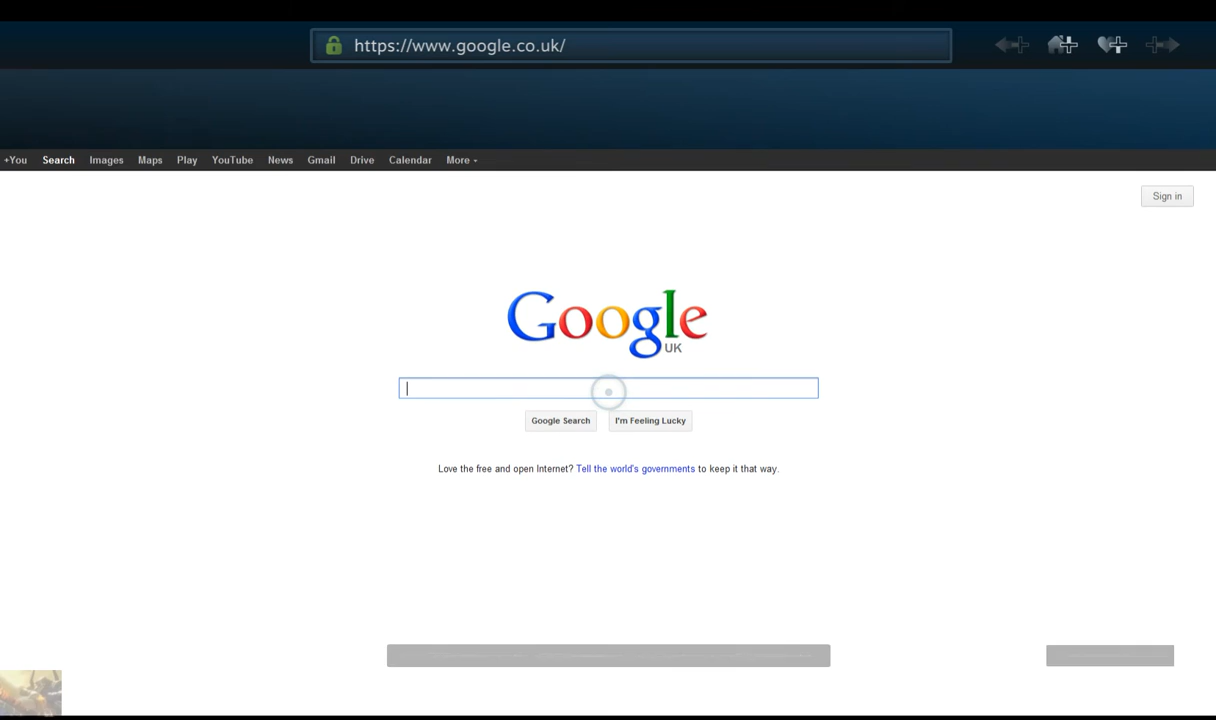 https://www.google.co.uk/
+You Search Images Maps Play YouTube News Gmail Drive Calendar More
Sign in
Google
UK
Google Search I'm Feeling Lucky
Love the free and open Internet? Tell the world's governments to keep it that way.